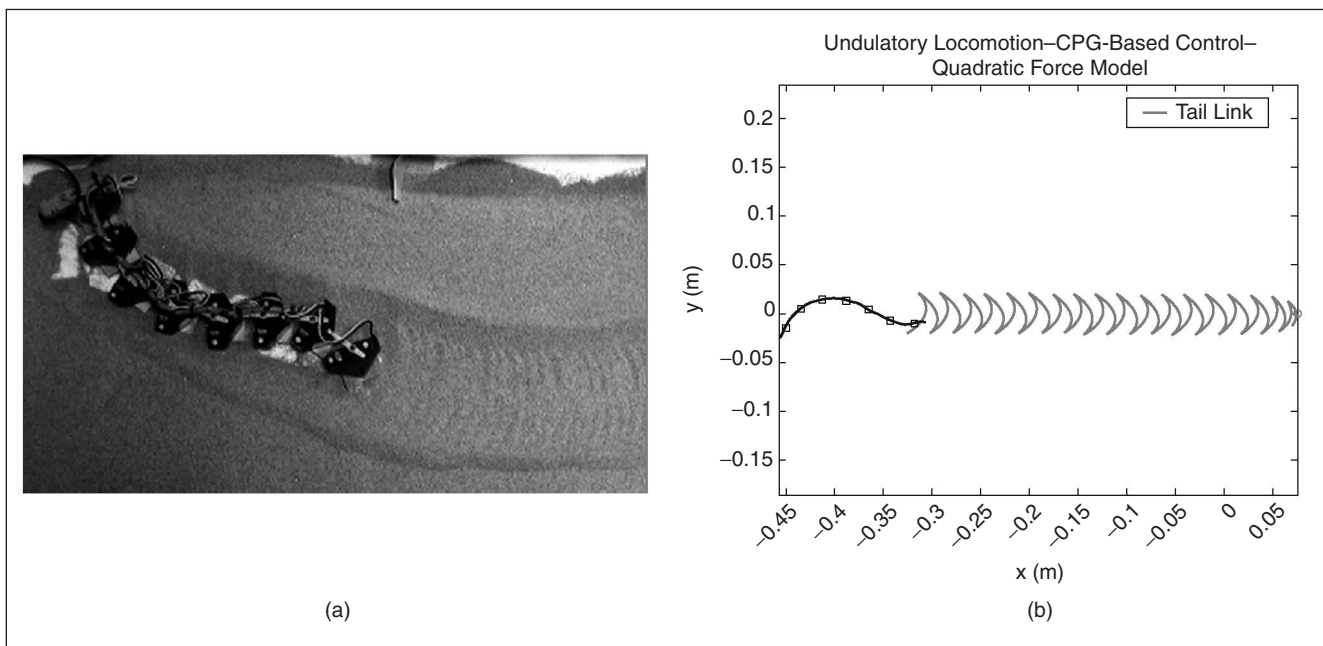 Undulatory Locomotion–CPG-Based Control–
Quadratic Force Model
Tail Link
0.2
0.15
0.1
0.05
0
−0.05
−0.1
−0.15
y (m)
−0.45
−0.4
−0.35
−0.3
−0.25
−0.2
−0.15
−0.1
−0.05
0
0.05
x (m)
(a)
(b)